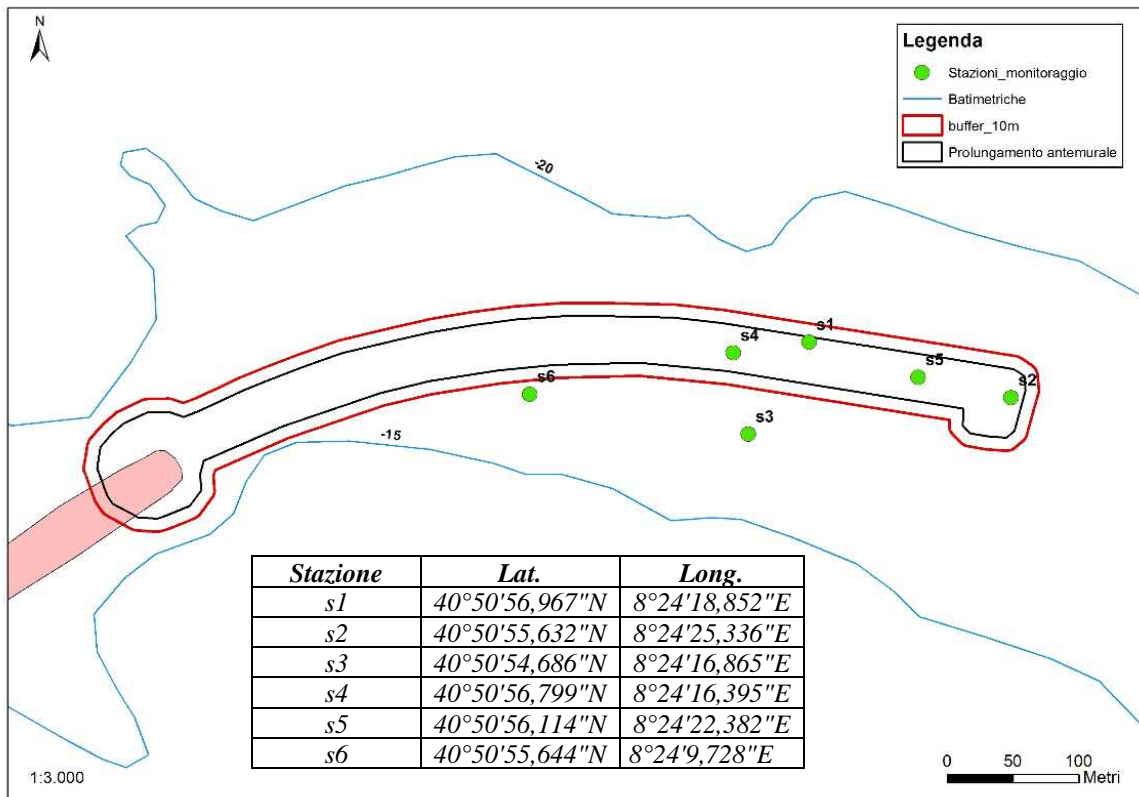 N
Legenda
Stazioni_monitoraggio
Batimetriche
buffer_10m
Prolungamento antemurale
-20
s1
s4
s5
s2
s6
s3
-15
Stazione Lat. Long.
s1 40°50'56,967"N 8°24'18,852"E
s2 40°50'55,632"N 8°24'25,336"E
s3 40°50'54,686"N 8°24'16,865"E
s4 40°50'56,799"N 8°24'16,395"E
s5 40°50'56,114"N 8°24'22,382"E
s6 40°50'55,644"N 8°24'9,728"E
1:3.000
0 50 100
Metri